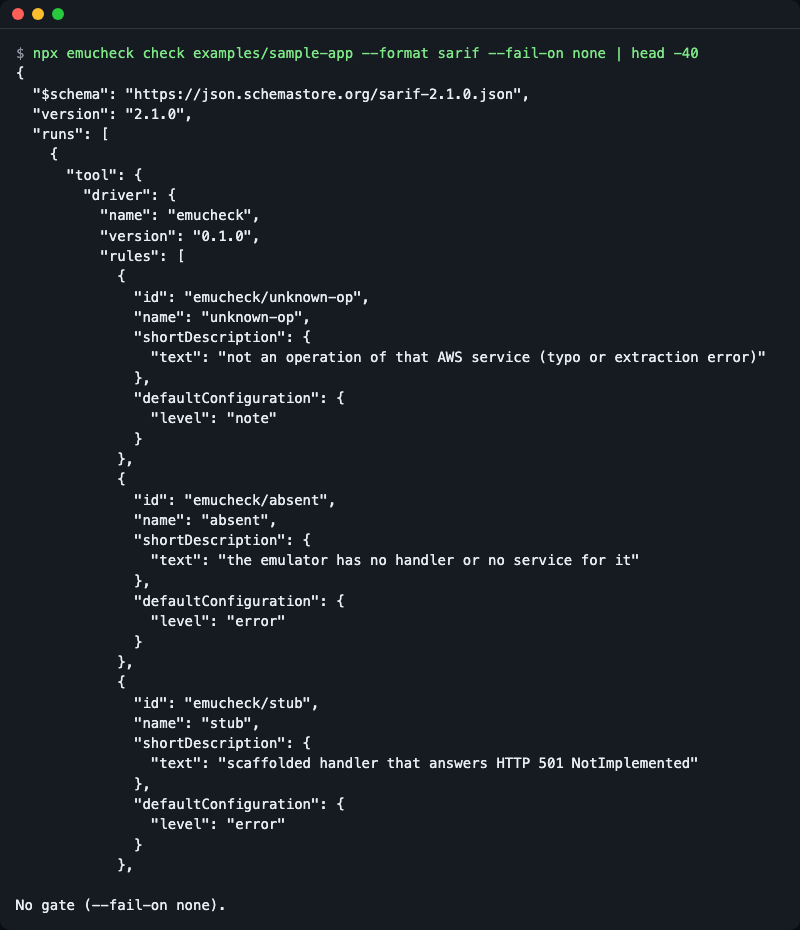 $ npx emucheck check examples/sample-app --format sarif --fail-on none | head -40
{
  "$schema": "https://json.schemastore.org/sarif-2.1.0.json",
  "version": "2.1.0",
  "runs": [
    {
      "tool": {
        "driver": {
          "name": "emucheck",
          "version": "0.1.0",
          "rules": [
            {
              "id": "emucheck/unknown-op",
              "name": "unknown-op",
              "shortDescription": {
                "text": "not an operation of that AWS service (typo or extraction error)"
              },
              "defaultConfiguration": {
                "level": "note"
              }
            },
            {
              "id": "emucheck/absent",
              "name": "absent",
              "shortDescription": {
                "text": "the emulator has no handler or no service for it"
              },
              "defaultConfiguration": {
                "level": "error"
              }
            },
            {
              "id": "emucheck/stub",
              "name": "stub",
              "shortDescription": {
                "text": "scaffolded handler that answers HTTP 501 NotImplemented"
              },
              "defaultConfiguration": {
                "level": "error"
              }
            },

No gate (--fail-on none).